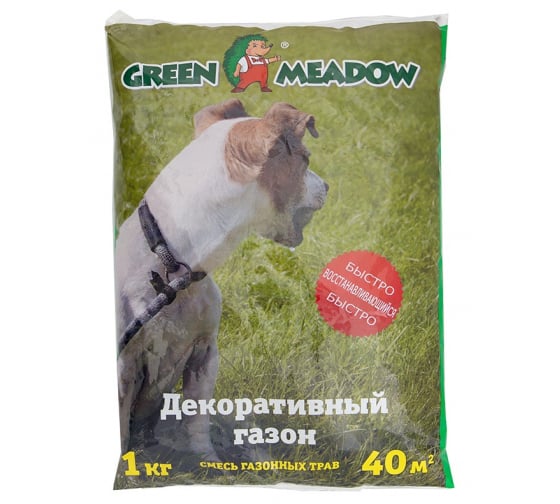 GREEN MEADOW ®
БЫСТРО
ВОССТАНАВЛИВАЮЩИЙСЯ
БЫСТРО
Декоративный
газон
1 кг СМЕСЬ ГАЗОННЫХ ТРАВ 40 м²